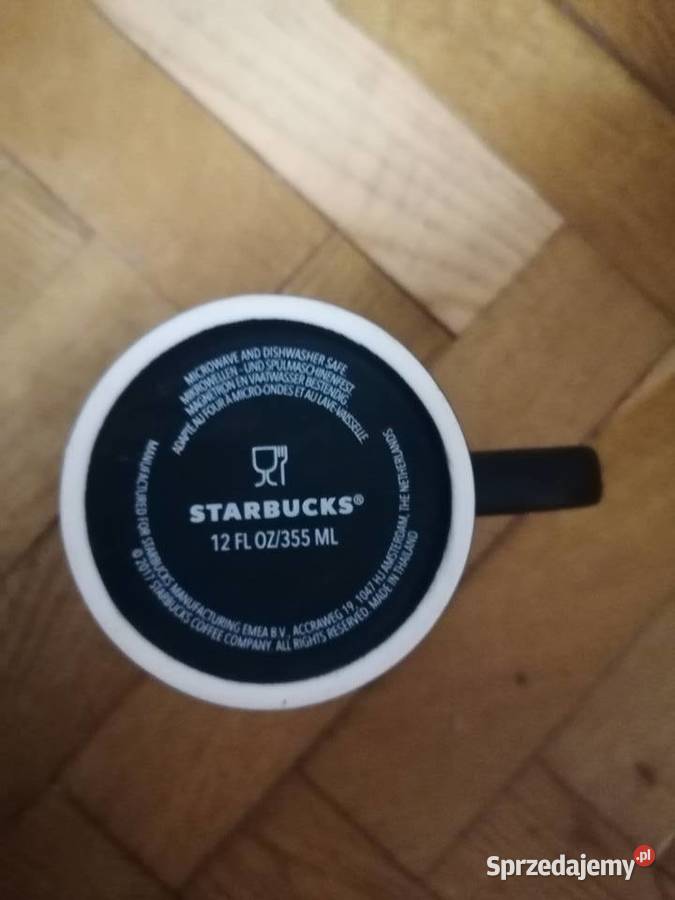 MICROWAVE AND DISHWASHER SAFE
MIKROWELLEN - UND SPÜLMASCHINENFEST
MAGNETRON EN VAATWASSER BESTENDIG
ADAPTÉ AU FOUR À MICRO-ONDES ET AU LAVE-VAISSELLE
STARBUCKS®
12 FL OZ/355 ML
MANUFACTURED FOR STARBUCKS MANUFACTURING EMEA B.V., ACCRAWEG 19, 1047 HJ AMSTERDAM, THE NETHERLANDS
© 2017 STARBUCKS COFFEE COMPANY. ALL RIGHTS RESERVED. MADE IN THAILAND
Sprzedajemy.pl